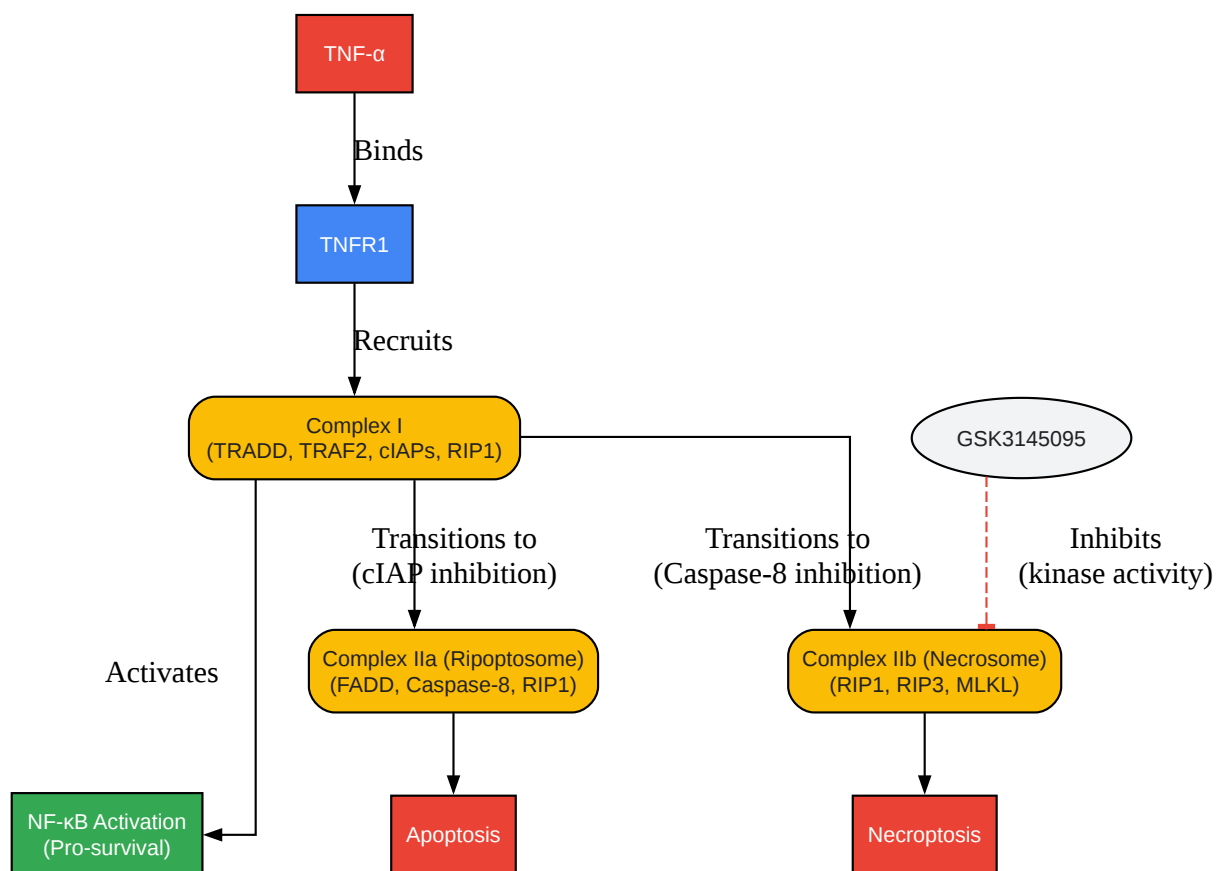 TNF-α
Binds
TNFR1
Recruits
Complex I
(TRADD, TRAF2, cIAPs, RIP1)
GSK3145095
Transitions to
(cIAP inhibition)
Transitions to
(Caspase-8 inhibition)
Inhibits
(kinase activity)
Activates
Complex IIa (Ripoptosome)
(FADD, Caspase-8, RIP1)
Complex IIb (Necrosome)
(RIP1, RIP3, MLKL)
NF-κB Activation
(Pro-survival)
Apoptosis
Necroptosis